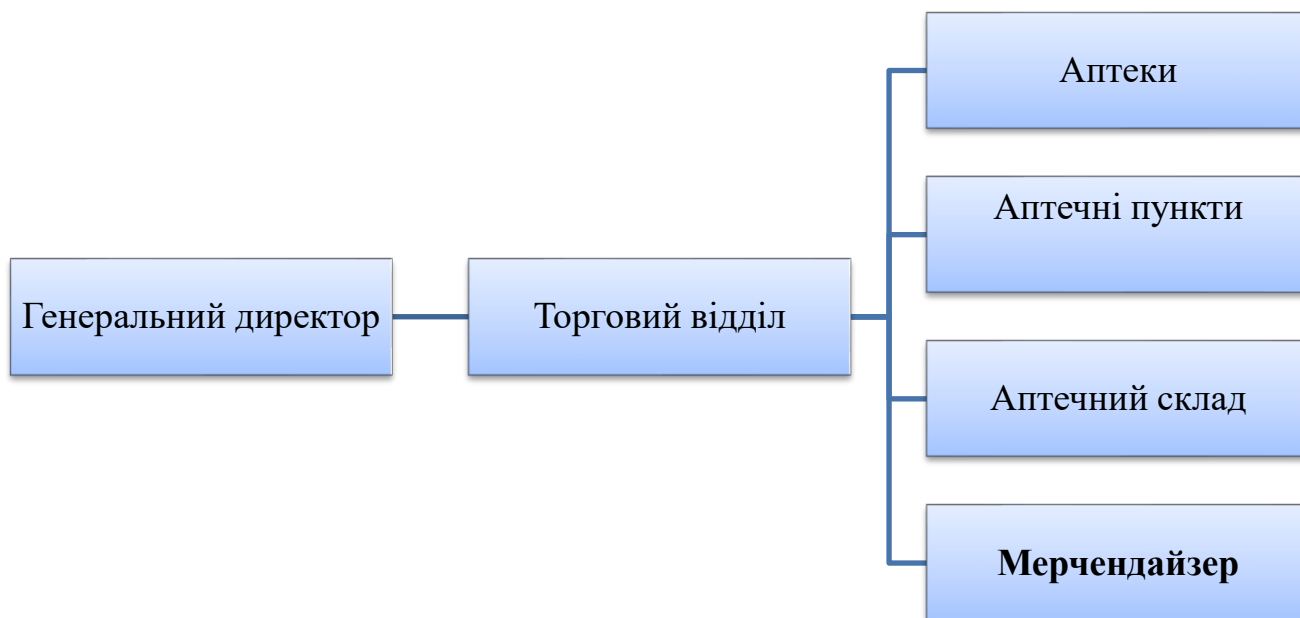 Аптеки
Аптечні пункти
Генеральний директор
Торговий відділ
Аптечний склад
Мерчендайзер